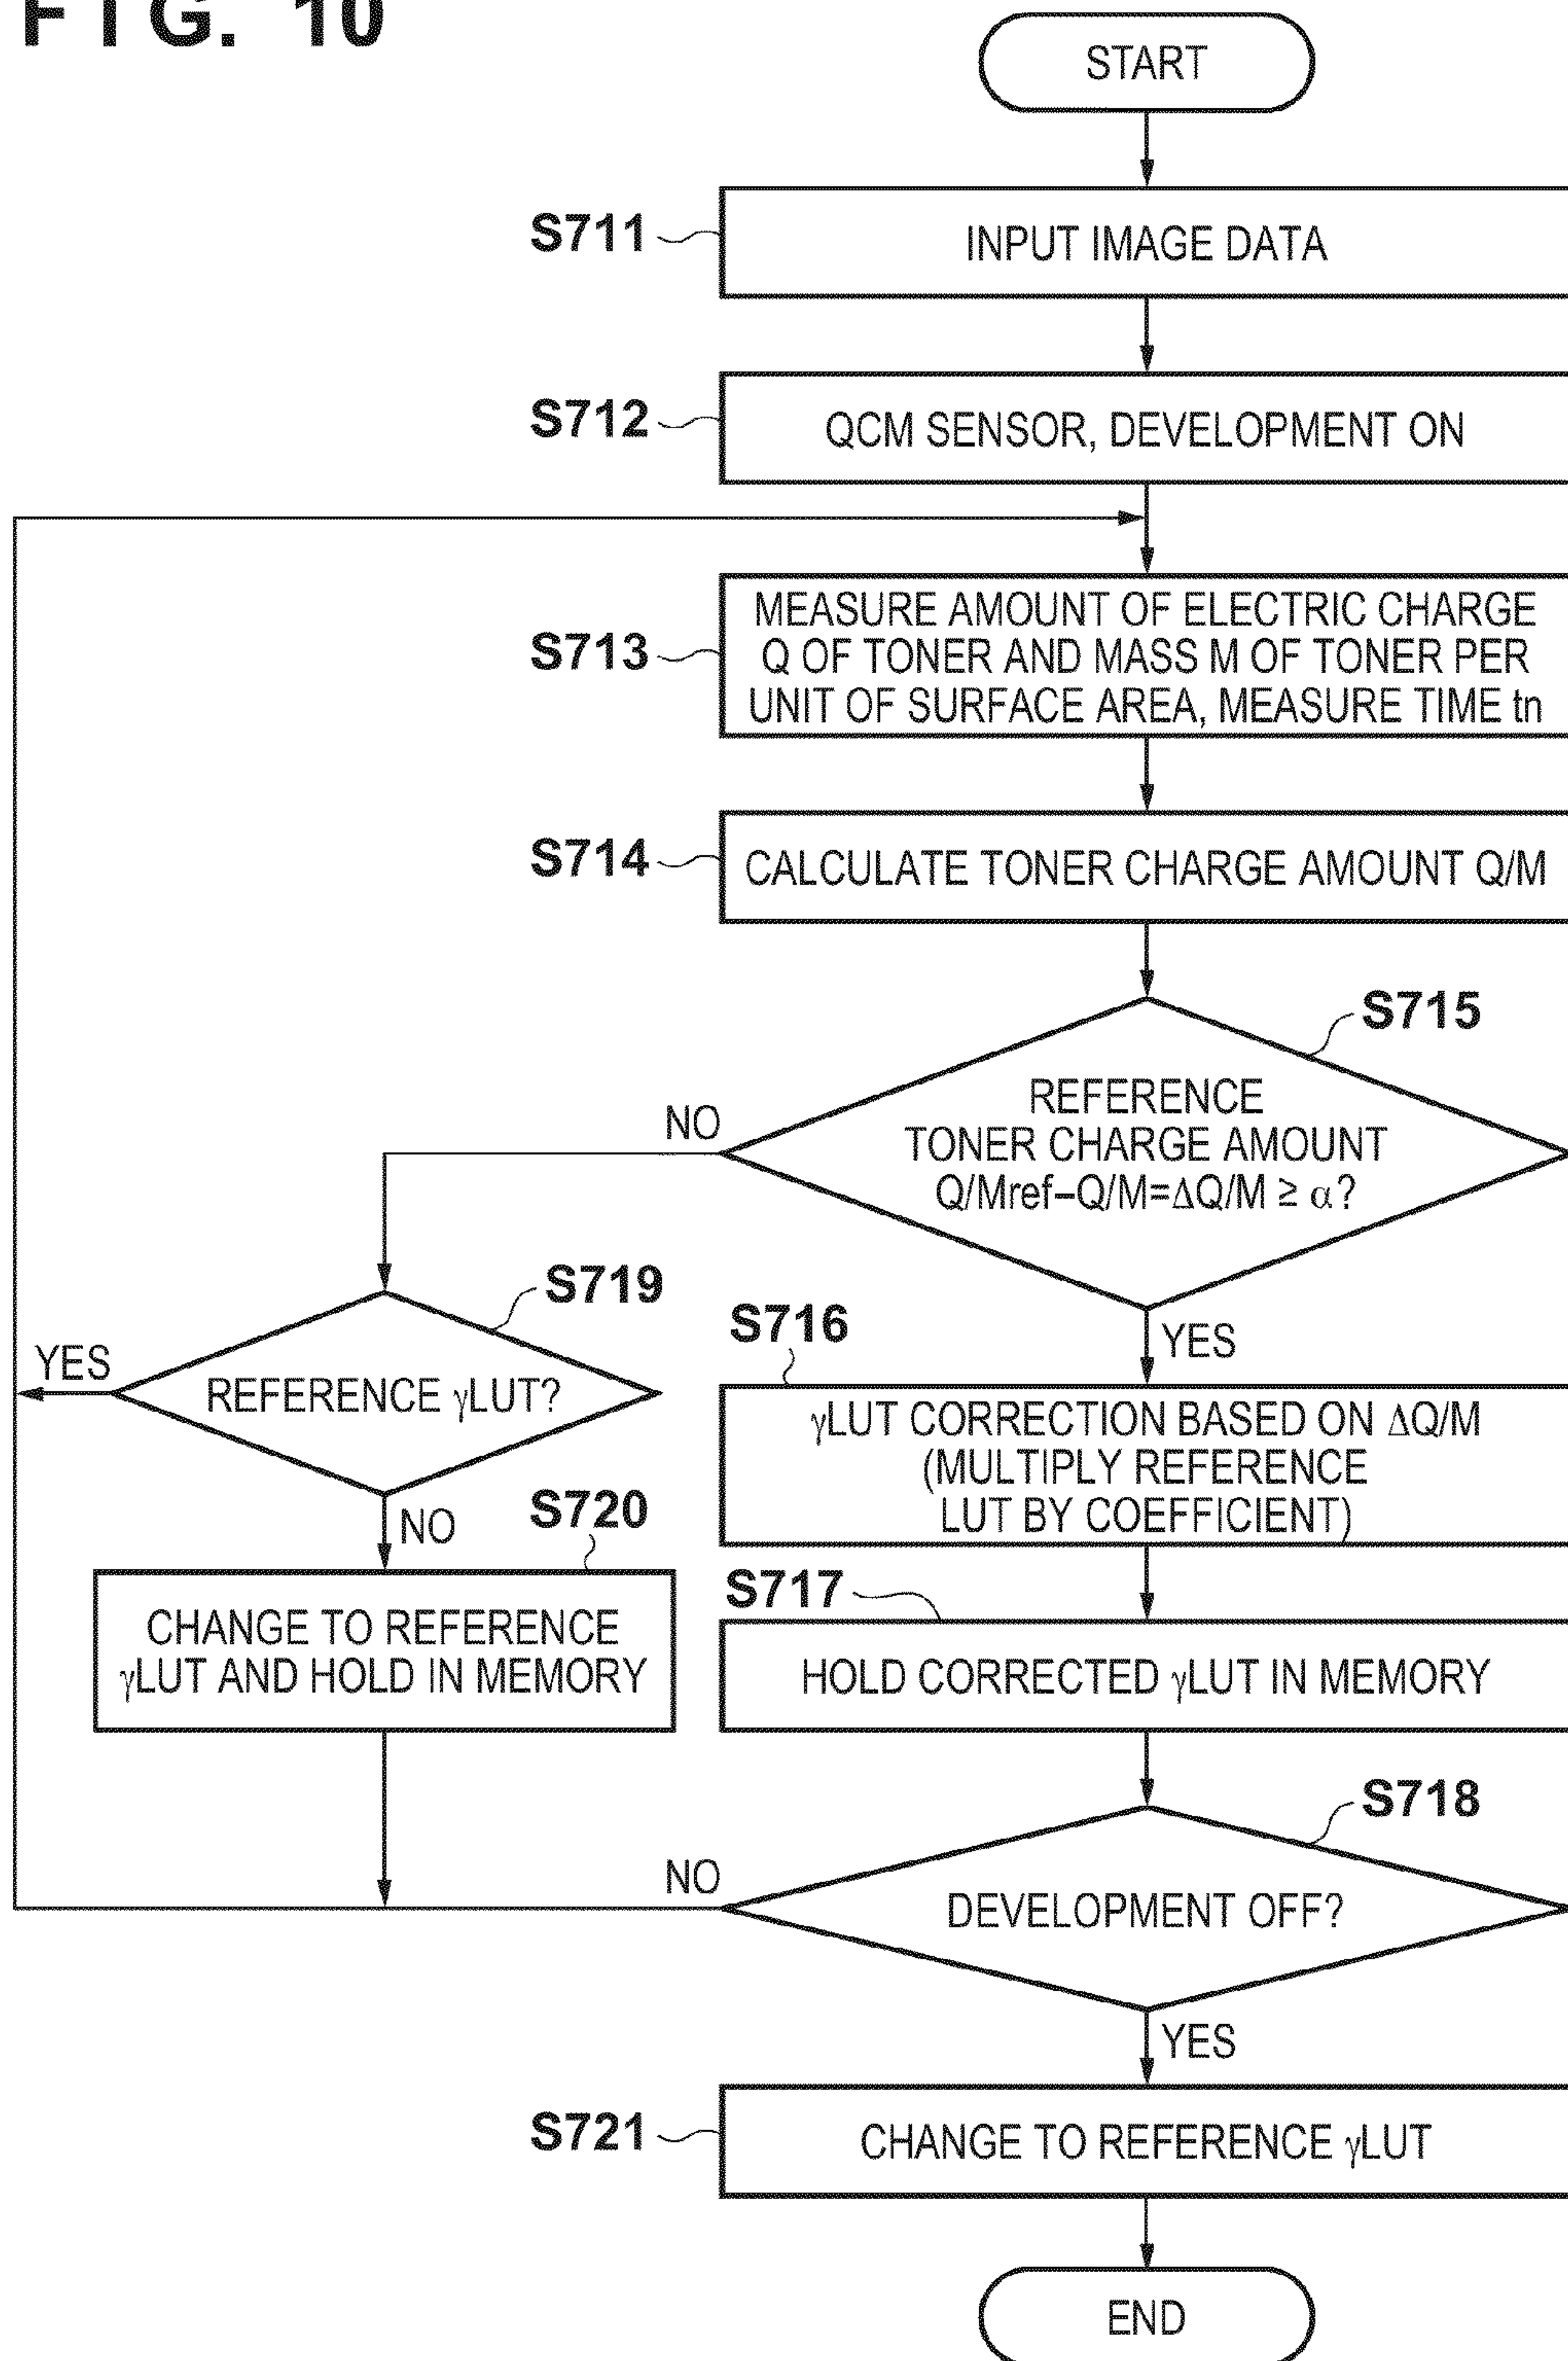 FIG. 10
START
S711
INPUT IMAGE DATA
S712
QCM SENSOR, DEVELOPMENT ON
S713
MEASURE AMOUNT OF ELECTRIC CHARGE
Q OF TONER AND MASS M OF TONER PER
UNIT OF SURFACE AREA, MEASURE TIME tn
S714
CALCULATE TONER CHARGE AMOUNT Q/M
S715
REFERENCE
TONER CHARGE AMOUNT
Q/Mref–Q/M=ΔQ/M ≥ α?
NO
YES
S719
REFERENCE γLUT?
YES
NO
S716
γLUT CORRECTION BASED ON ΔQ/M
(MULTIPLY REFERENCE
LUT BY COEFFICIENT)
S720
CHANGE TO REFERENCE
γLUT AND HOLD IN MEMORY
S717
HOLD CORRECTED γLUT IN MEMORY
S718
DEVELOPMENT OFF?
NO
YES
S721
CHANGE TO REFERENCE γLUT
END